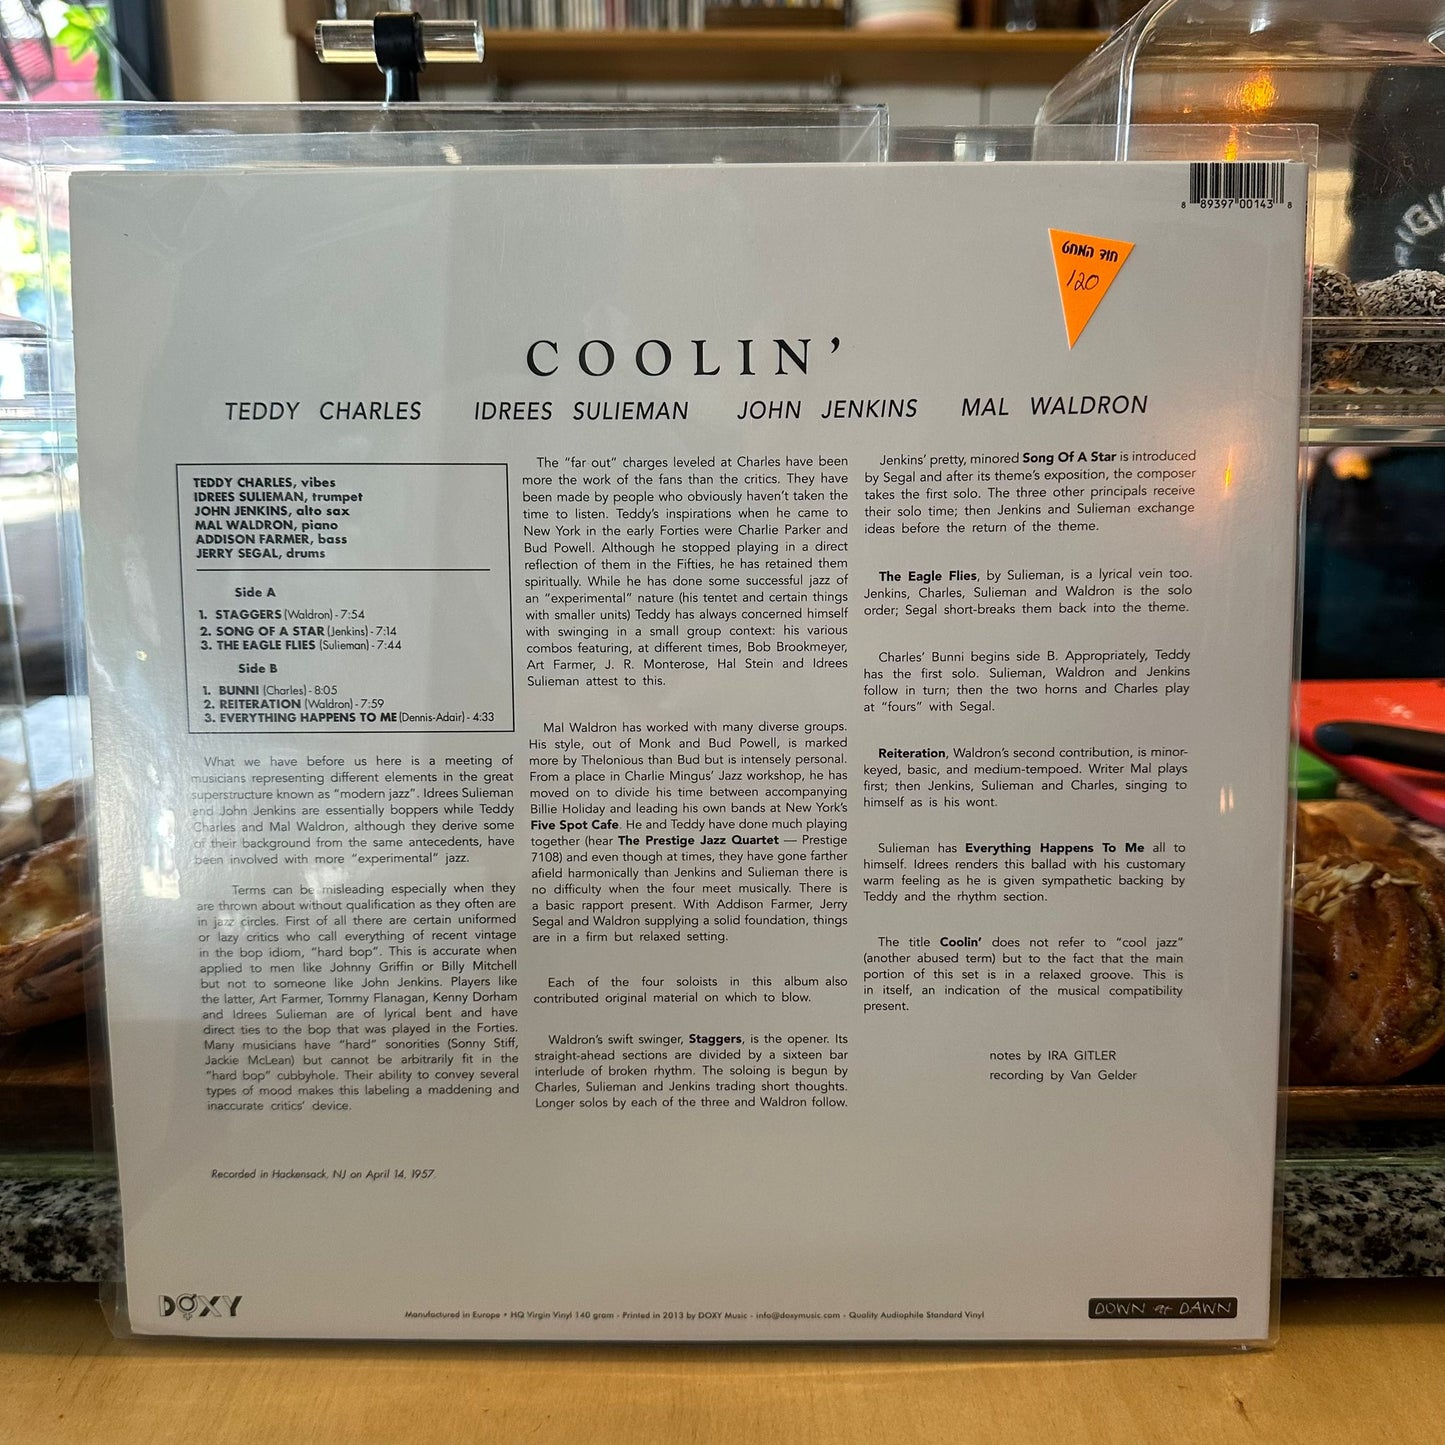 8 89397 00143 8
חוד המחט
120
COOLIN'
TEDDY CHARLES IDREES SULIEMAN JOHN JENKINS MAL WALDRON
TEDDY CHARLES, vibes
IDREES SULIEMAN, trumpet
JOHN JENKINS, alto sax
MAL WALDRON, piano
ADDISON FARMER, bass
JERRY SEGAL, drums
Side A
1. STAGGERS (Waldron) - 7:54
2. SONG OF A STAR (Jenkins) - 7:14
3. THE EAGLE FLIES (Sulieman) - 7:44
Side B
1. BUNNI (Charles) - 8:05
2. REITERATION (Waldron) - 7:59
3. EVERYTHING HAPPENS TO ME (Dennis-Adair) - 4:33
What we have before us here is a meeting of
musicians representing different elements in the great
superstructure known as "modern jazz". Idrees Sulieman
and John Jenkins are essentially boppers while Teddy
Charles and Mal Waldron, although they derive some
of their background from the same antecedents, have
been involved with more "experimental" jazz.
Terms can be misleading especially when they
are thrown about without qualification as they often are
in jazz circles. First of all there are certain uniformed
or lazy critics who call everything of recent vintage
in the bop idiom, "hard bop". This is accurate when
applied to men like Johnny Griffin or Billy Mitchell
but not to someone like John Jenkins. Players like
the latter, Art Farmer, Tommy Flanagan, Kenny Dorham
and Idrees Sulieman are of lyrical bent and have
direct ties to the bop that was played in the Forties.
Many musicians have "hard" sonorities (Sonny Stiff,
Jackie McLean) but cannot be arbitrarily fit in the
"hard bop" cubbyhole. Their ability to convey several
types of mood makes this labeling a maddening and
inaccurate critics' device.
Recorded in Hackensack, NJ on April 14, 1957.
The "far out" charges leveled at Charles have been
more the work of the fans than the critics. They have
been made by people who obviously haven't taken the
time to listen. Teddy's inspirations when he came to
New York in the early Forties were Charlie Parker and
Bud Powell. Although he stopped playing in a direct
reflection of them in the Fifties, he has retained them
spiritually. While he has done some successful jazz of
an "experimental" nature (his tentet and certain things
with smaller units) Teddy has always concerned himself
with swinging in a small group context: his various
combos featuring, at different times, Bob Brookmeyer,
Art Farmer, J. R. Monterose, Hal Stein and Idrees
Sulieman attest to this.
Mal Waldron has worked with many diverse groups.
His style, out of Monk and Bud Powell, is marked
more by Thelonious than Bud but is intensely personal.
From a place in Charlie Mingus' Jazz workshop, he has
moved on to divide his time between accompanying
Billie Holiday and leading his own bands at New York's
Five Spot Cafe. He and Teddy have done much playing
together (hear The Prestige Jazz Quartet — Prestige
7108) and even though at times, they have gone farther
afield harmonically than Jenkins and Sulieman there is
no difficulty when the four meet musically. There is
a basic rapport present. With Addison Farmer, Jerry
Segal and Waldron supplying a solid foundation, things
are in a firm but relaxed setting.
Each of the four soloists in this album also
contributed original material on which to blow.
Waldron's swift swinger, Staggers, is the opener. Its
straight-ahead sections are divided by a sixteen bar
interlude of broken rhythm. The soloing is begun by
Charles, Sulieman and Jenkins trading short thoughts.
Longer solos by each of the three and Waldron follow.
Jenkins' pretty, minored Song Of A Star is introduced
by Segal and after its theme's exposition, the composer
takes the first solo. The three other principals receive
their solo time; then Jenkins and Sulieman exchange
ideas before the return of the theme.
The Eagle Flies, by Sulieman, is a lyrical vein too.
Jenkins, Charles, Sulieman and Waldron is the solo
order; Segal short-breaks them back into the theme.
Charles' Bunni begins side B. Appropriately, Teddy
has the first solo. Sulieman, Waldron and Jenkins
follow in turn; then the two horns and Charles play
at "fours" with Segal.
Reiteration, Waldron's second contribution, is minor-
keyed, basic, and medium-tempoed. Writer Mal plays
first; then Jenkins, Sulieman and Charles, singing to
himself as is his wont.
Sulieman has Everything Happens To Me all to
himself. Idrees renders this ballad with his customary
warm feeling as he is given sympathetic backing by
Teddy and the rhythm section.
The title Coolin' does not refer to "cool jazz"
(another abused term) but to the fact that the main
portion of this set is in a relaxed groove. This is
in itself, an indication of the musical compatibility
present.
notes by IRA GITLER
recording by Van Gelder
DOXY
Manufactured in Europe • HQ Virgin Vinyl 140 gram - Printed in 2013 by DOXY Music - info@doxymusic.com - Quality Audiophile Standard Vinyl
DOWN at DAWN